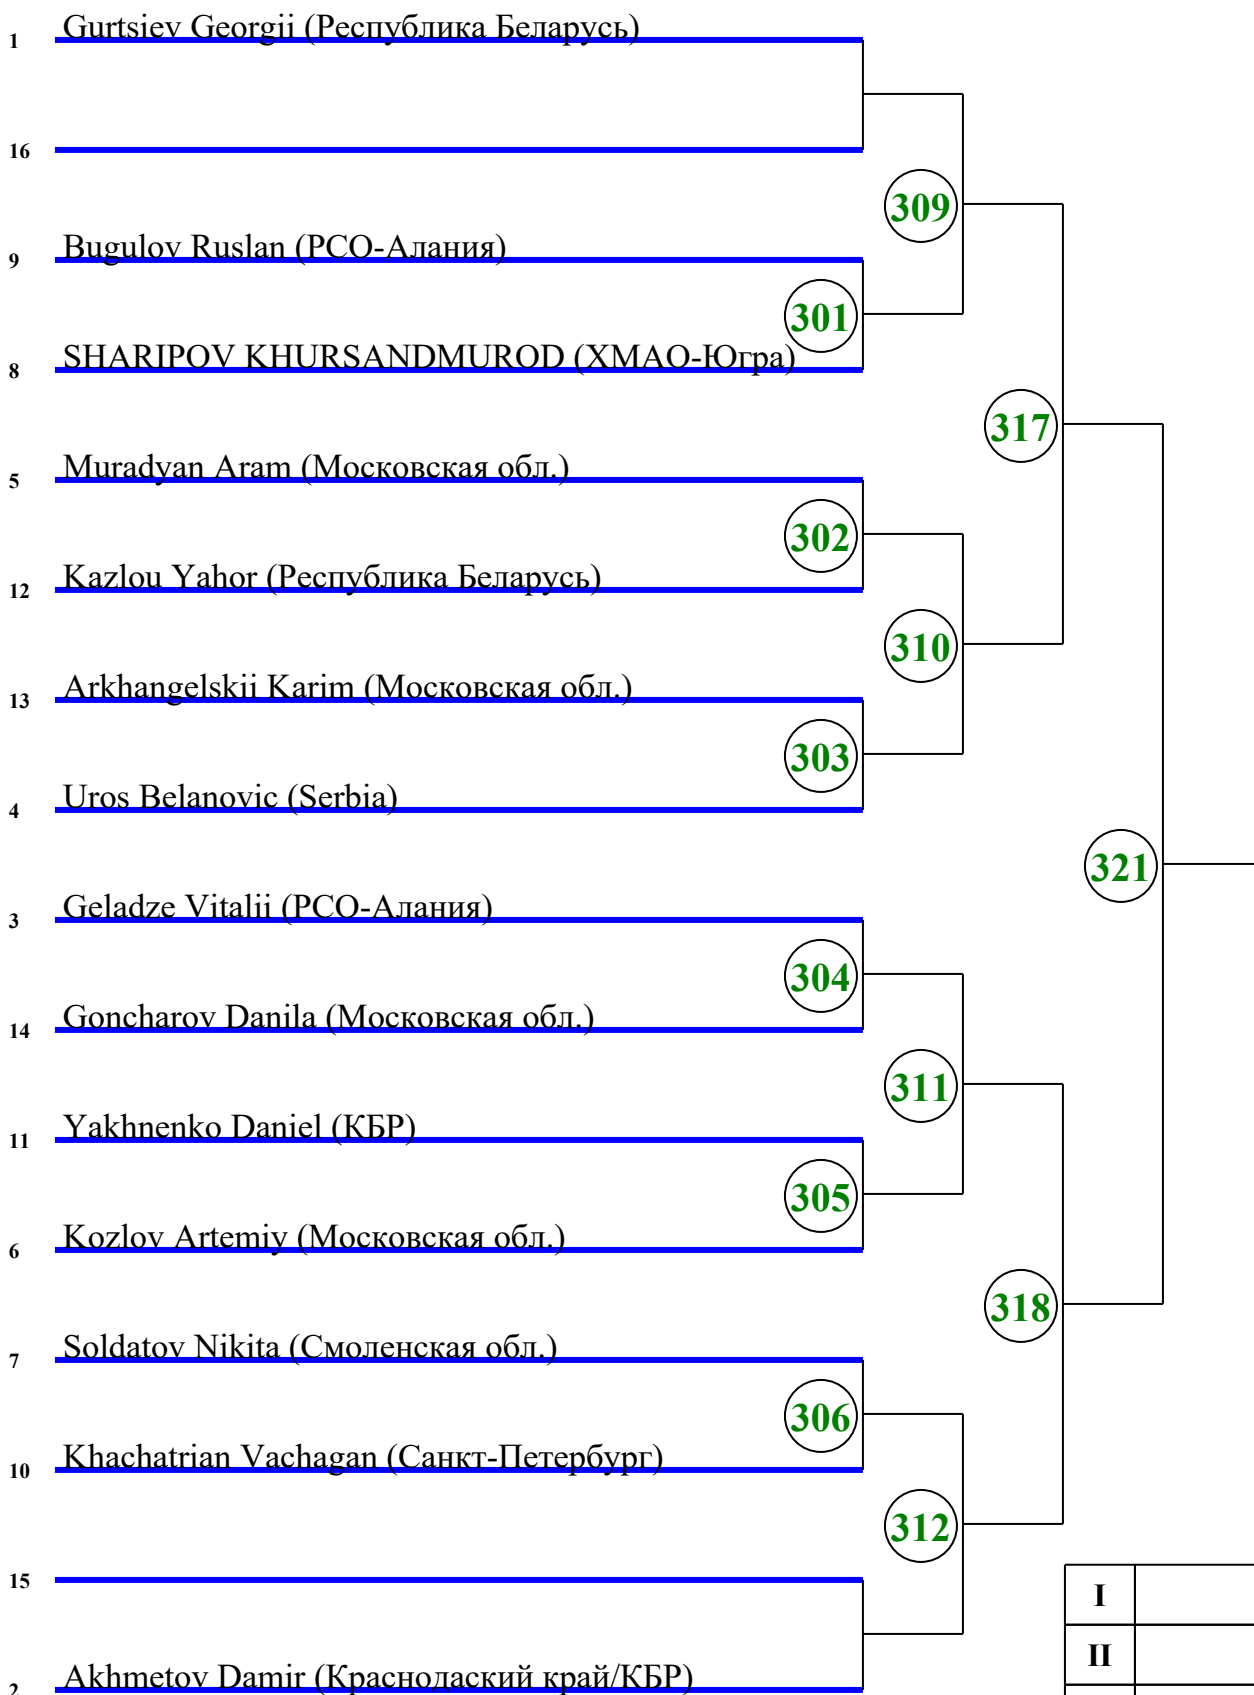 1 Gurtsiev Georgii (Республика Беларусь)
16
309
9 Bugulov Ruslan (РСО-Алания)
301
8 SHARIPOV KHURSANDMUROD (ХМАО-Югра)
317
5 Muradyan Aram (Московская обл.)
302
12 Kazlou Yahor (Республика Беларусь)
310
13 Arkhangelskii Karim (Московская обл.)
303
4 Uros Belanovic (Serbia)
321
3 Geladze Vitalii (РСО-Алания)
304
14 Goncharov Danila (Московская обл.)
311
11 Yakhnenko Daniel (КБР)
305
6 Kozlov Artemiy (Московская обл.)
318
7 Soldatov Nikita (Смоленская обл.)
306
10 Khachatrian Vachagan (Санкт-Петербург)
312
15
I
II
2 Akhmetov Damir (Краснодаский край/КБР)